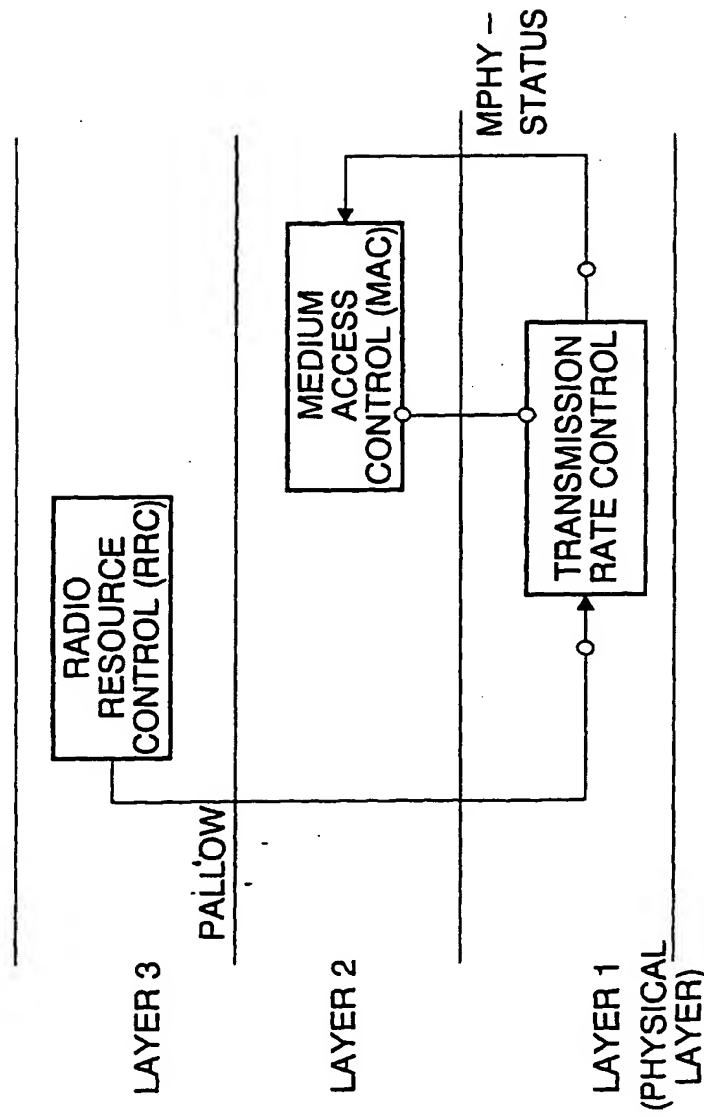 LAYER 3
RADIO
RESOURCE
CONTROL (RRC)
PALLOW
LAYER 2
MEDIUM
ACCESS
CONTROL (MAC)
MPHY –
STATUS
LAYER 1
(PHYSICAL
LAYER)
TRANSMISSION
RATE CONTROL